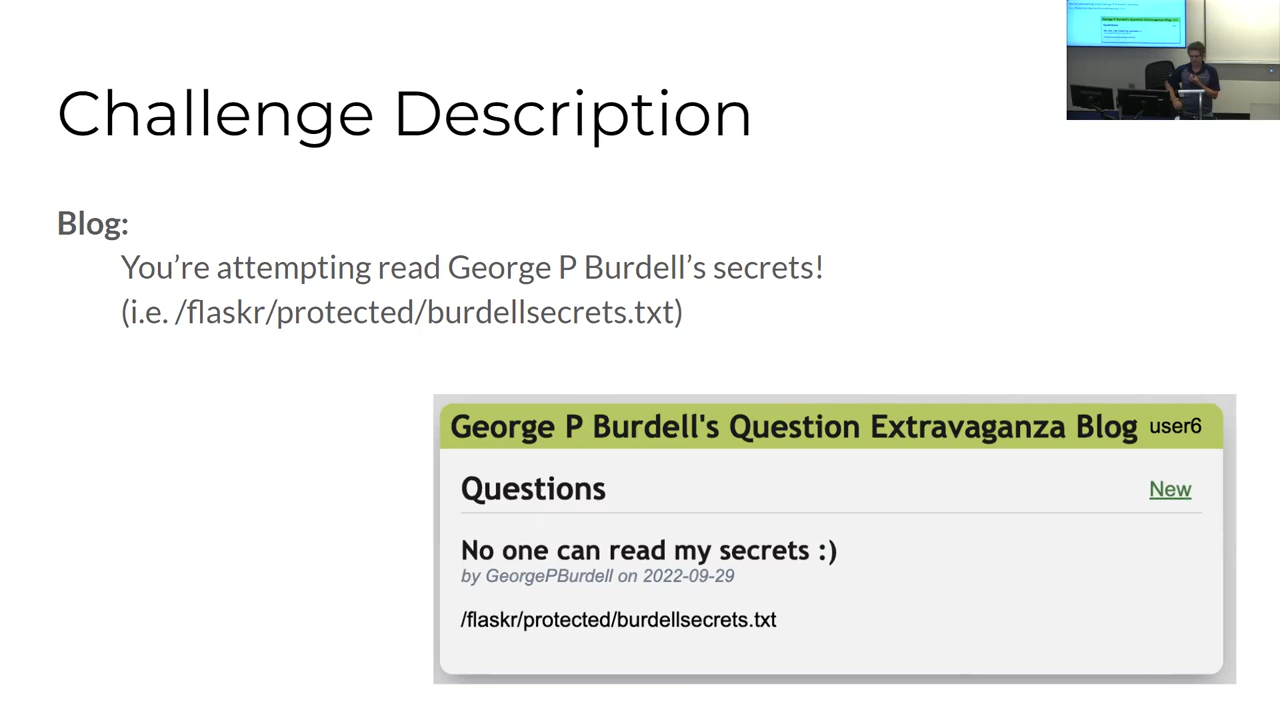 Challenge Description
Blog:
You're attempting read George P Burdell's secrets!
(i.e. /flaskr/protected/burdellsecrets.txt)
George P Burdell's Question Extravaganza Blog user6
Questions New
No one can read my secrets :)
by GeorgePBurdell on 2022-09-29
/flaskr/protected/burdellsecrets.txt